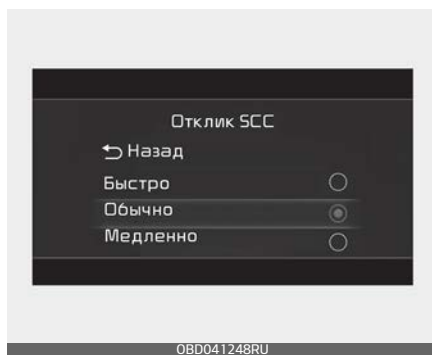 Отклик SCC
Назад
Быстро
Обычно
Медленно
OBD041248RU